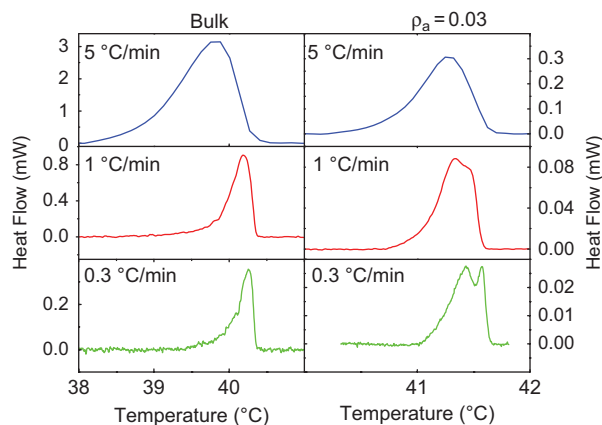 Bulk
ρa = 0.03
5 °C/min
5 °C/min
3
2
1
0
0.3
0.2
0.1
0.0
1 °C/min
1 °C/min
0.8
0.4
0.0
0.08
0.04
0.00
0.3 °C/min
0.3 °C/min
0.2
0.0
0.02
0.01
0.00
Heat Flow (mW)
Heat Flow (mW)
38
39
40
41
42
Temperature (°C)
Temperature (°C)